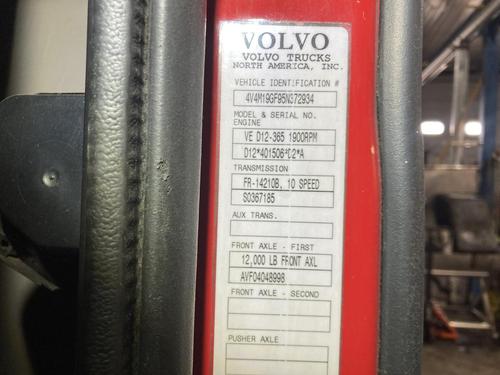 VOLVO
VOLVO TRUCKS
NORTH AMERICA, INC.
VEHICLE IDENTIFICATION #
4V4M19GF95N372934
MODEL & SERIAL NO.
ENGINE
VE D12-365 1900RPM
D12*401506*D2*A
TRANSMISSION
FR-14210B, 10 SPEED
S0367185
AUX TRANS.
FRONT AXLE - FIRST
12,000 LB FRONT AXL
AVF04048998
FRONT AXLE - SECOND
PUSHER AXLE